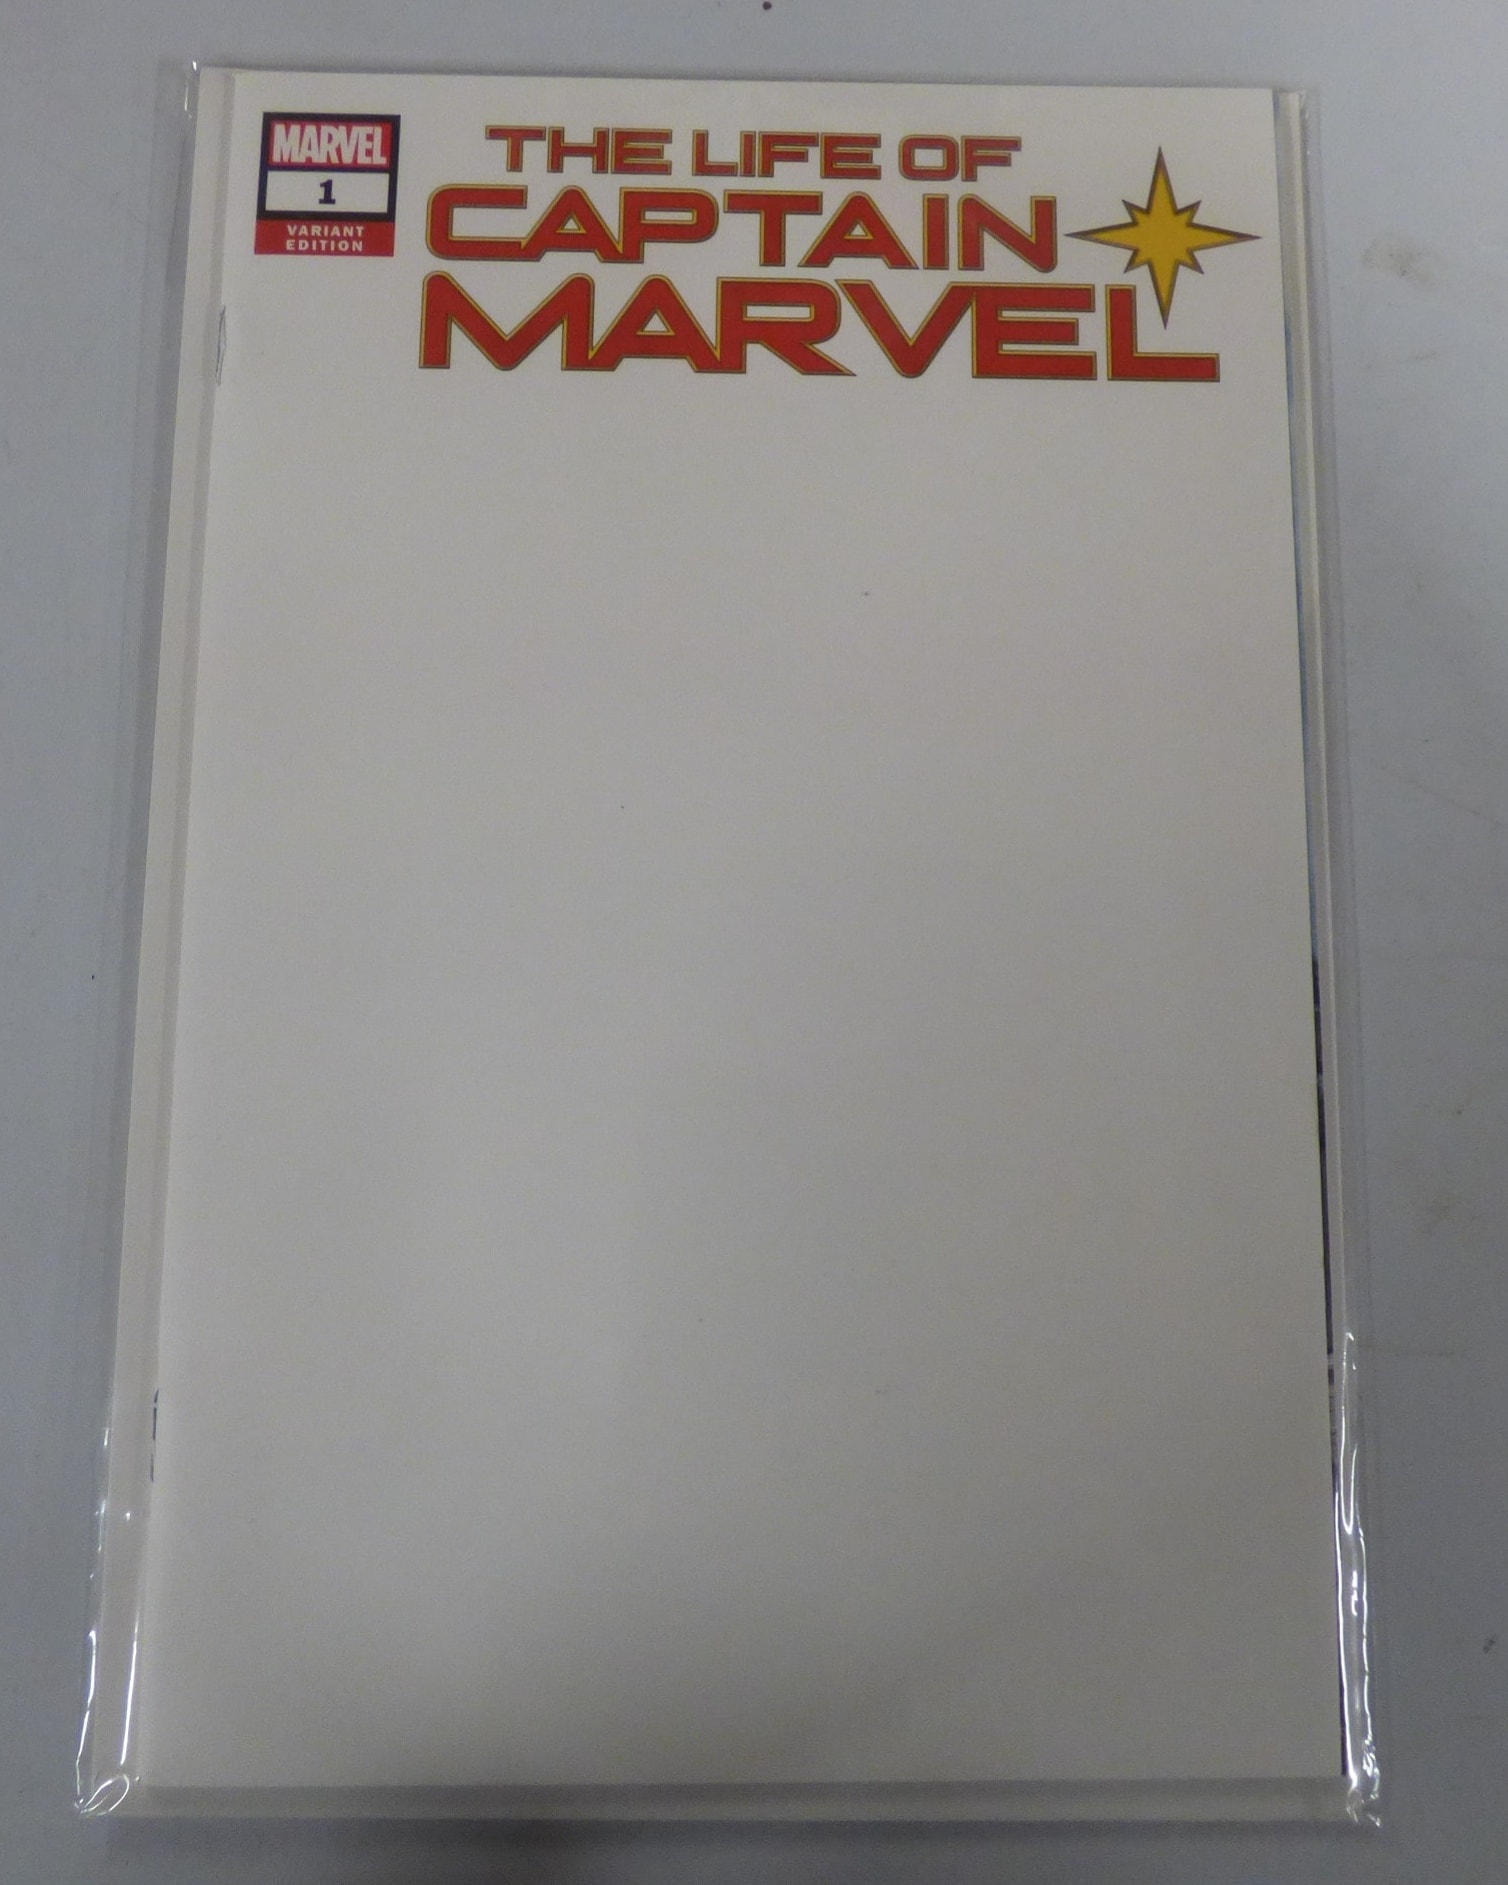 MARVEL
1
VARIANT
EDITION
THE LIFE OF
CAPTAIN
MARVEL